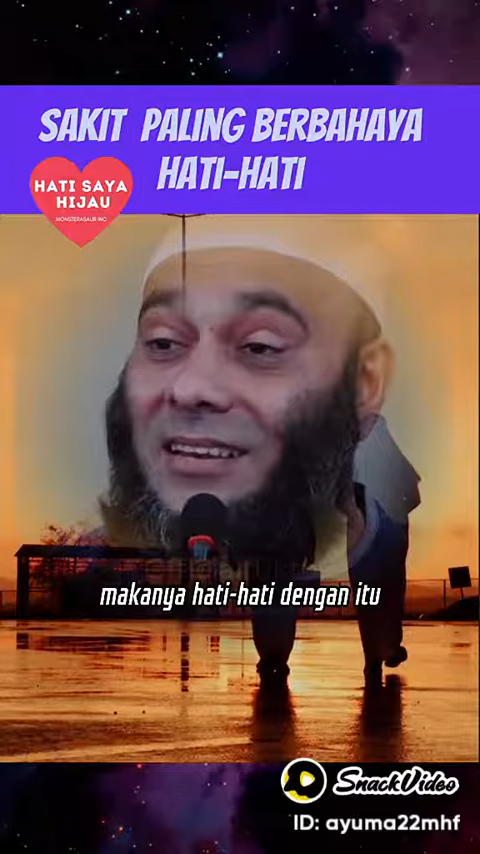 SAKIT PALING BERBAHAYA
HATI-HATI
HATI SAYA
HIJAU
MONSTERASAUR INC.
makanya hati-hati dengan itu
SnackVideo
ID: ayuma22mhf